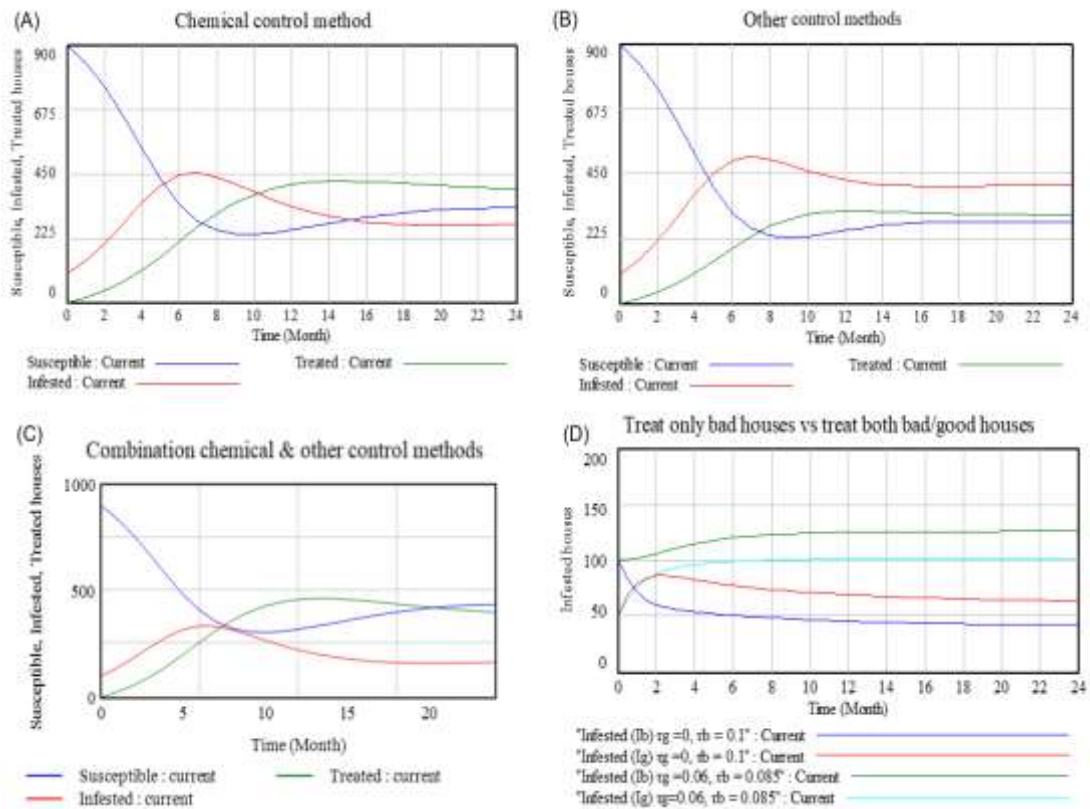 (A)
Chemical control method
Susceptible, Infested, Treated houses
900
675
450
225
0
0 2 4 6 8 10 12 14 16 18 20 22 24
Time (Month)
Susceptible : Current
Treated : Current
Infested : Current
(B)
Other control methods
Susceptible, Infested, Treated houses
900
675
450
225
0
0 2 4 6 8 10 12 14 16 18 20 22 24
Time (Month)
Susceptible : Current
Treated : Current
Infested : Current
(C)
Combination chemical & other control methods
Susceptible, Infested, Treated houses
1000
500
0
0 5 10 15 20
Time (Month)
Susceptible : current
Treated : current
Infested : current
(D)
Treat only bad houses vs treat both bad/good houses
Infested houses
200
150
100
50
0
0 2 4 6 8 10 12 14 16 18 20 22 24
Time (Month)
"Infested (Ib) rg =0, rb = 0.1" : Current
"Infested (Ig) rg =0, rb = 0.1" : Current
"Infested (Ib) rg =0.06, rb = 0.085" : Current
"Infested (Ig) rg=0.06, rb = 0.085" : Current